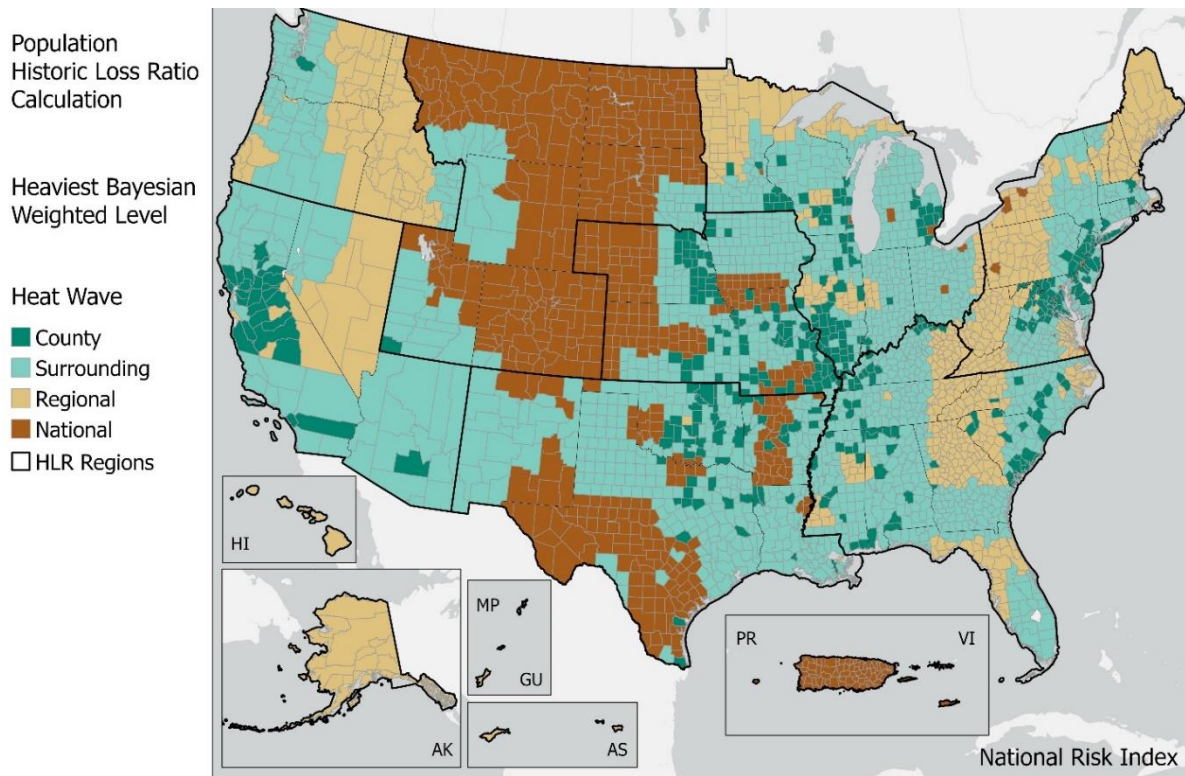 Population
Historic Loss Ratio
Calculation
Heaviest Bayesian
Weighted Level
Heat Wave
County
Surrounding
Regional
National
HLR Regions
HI
AK
MP
GU
AS
PR
VI
National Risk Index